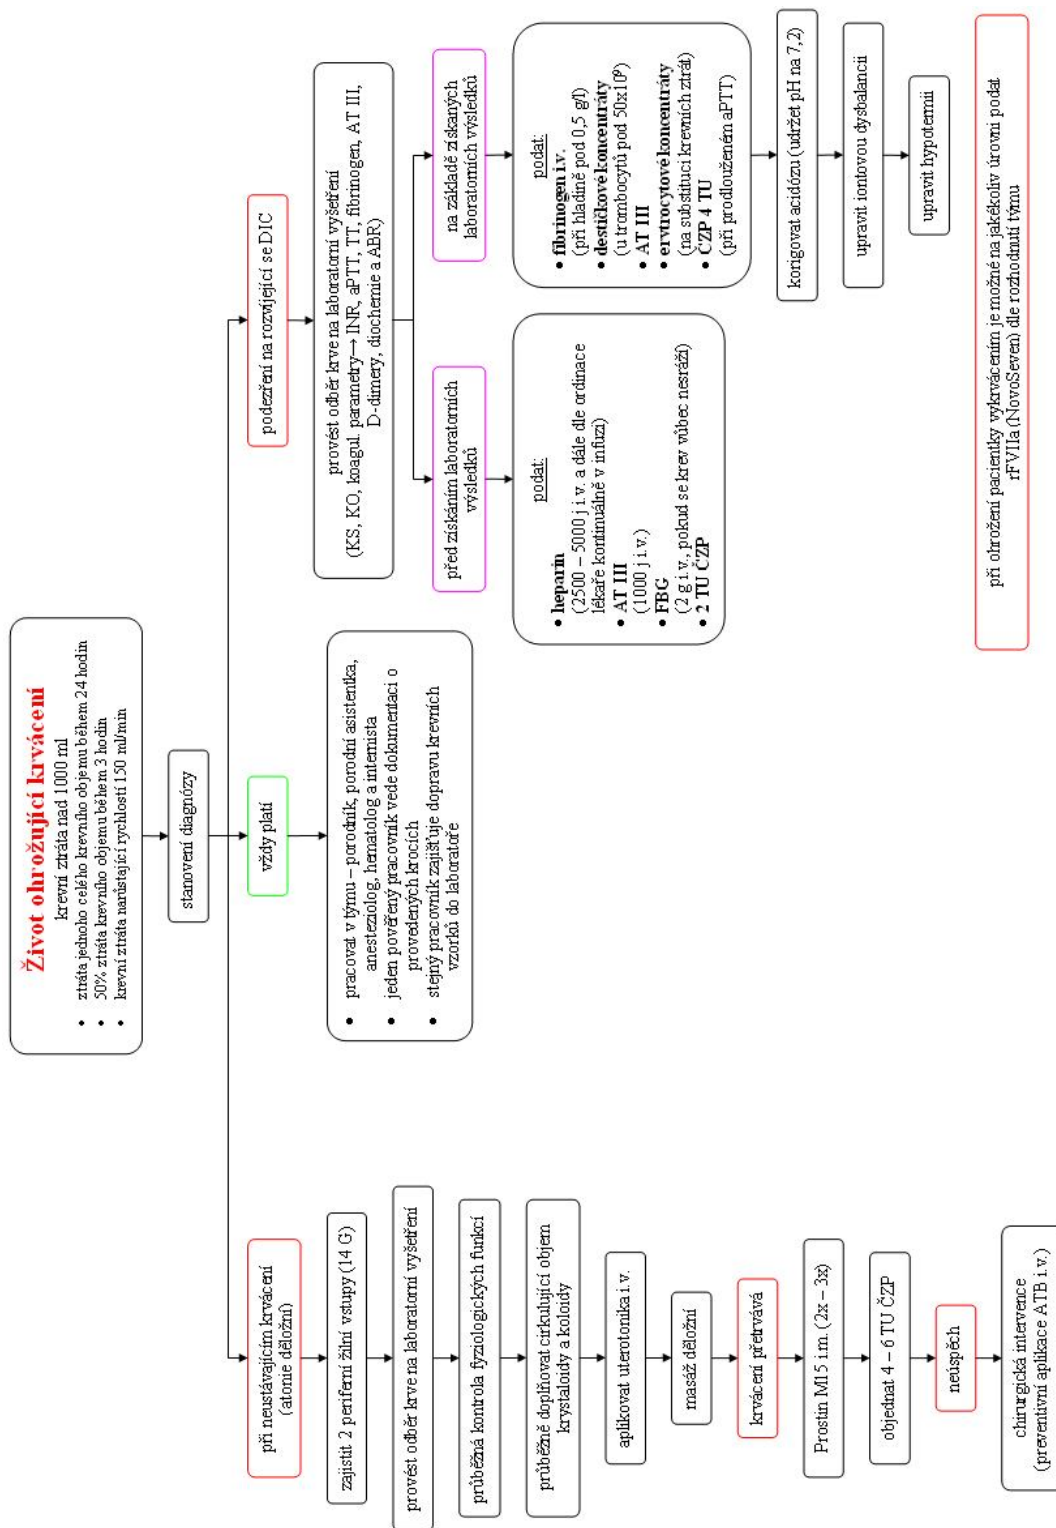 Život ohrožující krvácení
krevní ztráta nad 1000 ml
• ztráta jednoho celého krevního objemu během 24 hodin
• 50% ztráta krevního objemu během 3 hodin
• krevní ztráta narůstající rychlostí 150 ml/min
stanovení diagnózy
při neustávajícím krvácení
(atonie děložní)
zajistit 2 periferní žilní vstupy (14 G)
provést odběr krve na laboratorní vyšetření
průběžná kontrola fyziologických funkcí
průběžně doplňovat cirkulující objem
krystaloidy a koloidy
aplikovat uterotonika i.v.
masáž děložní
krvácení přetrvává
Prostin M15 i.m. (2x – 3x)
objednat 4 – 6 TU ČZP
neúspěch
chirurgická intervence
(preventivní aplikace ATB i.v.)
vždy platí
• pracovat v týmu – porodník, porodní asistentka,
anesteziolog, hematolog a internista
• jeden pověřený pracovník vede dokumentaci o
provedených krocích
• stejný pracovník zajišťuje dopravu krevních
vzorků do laboratoře
podezření na rozvíjející se DIC
provést odběr krve na laboratorní vyšetření
(KS, KO, koagul. parametry→ INR, aPTT, TT, fibrinogen, AT III,
D-dimery, diochemie a ABR)
před získáním laboratorních
výsledků
podat:
• heparin
(2500 – 5000 j i.v. a dále dle ordinace
lékaře kontinuálně v infuzi)
• AT III
(1000 j i.v.)
• FBG
(2 g i.v., pokud se krev vůbec nesráží)
• 2 TU ČZP
na základě získaných
laboratorních výsledků
podat:
• fibrinogen i.v.
(při hladině pod 0,5 g/l)
• destičkové koncentráty
(u trombocytů pod 50x10⁹)
• AT III
• erytrocytové koncentráty
(na substituci krevních ztrát)
• ČZP 4 TU
(při prodlouženém aPTT)
korigovat acidózu (udržet pH na 7,2)
upravit iontovou dysbalancii
upravit hypotermii
při ohrožení pacientky vykrvácením je možné na jakékoliv úrovni podat
rFVIIa (NovoSeven) dle rozhodnutí týmu